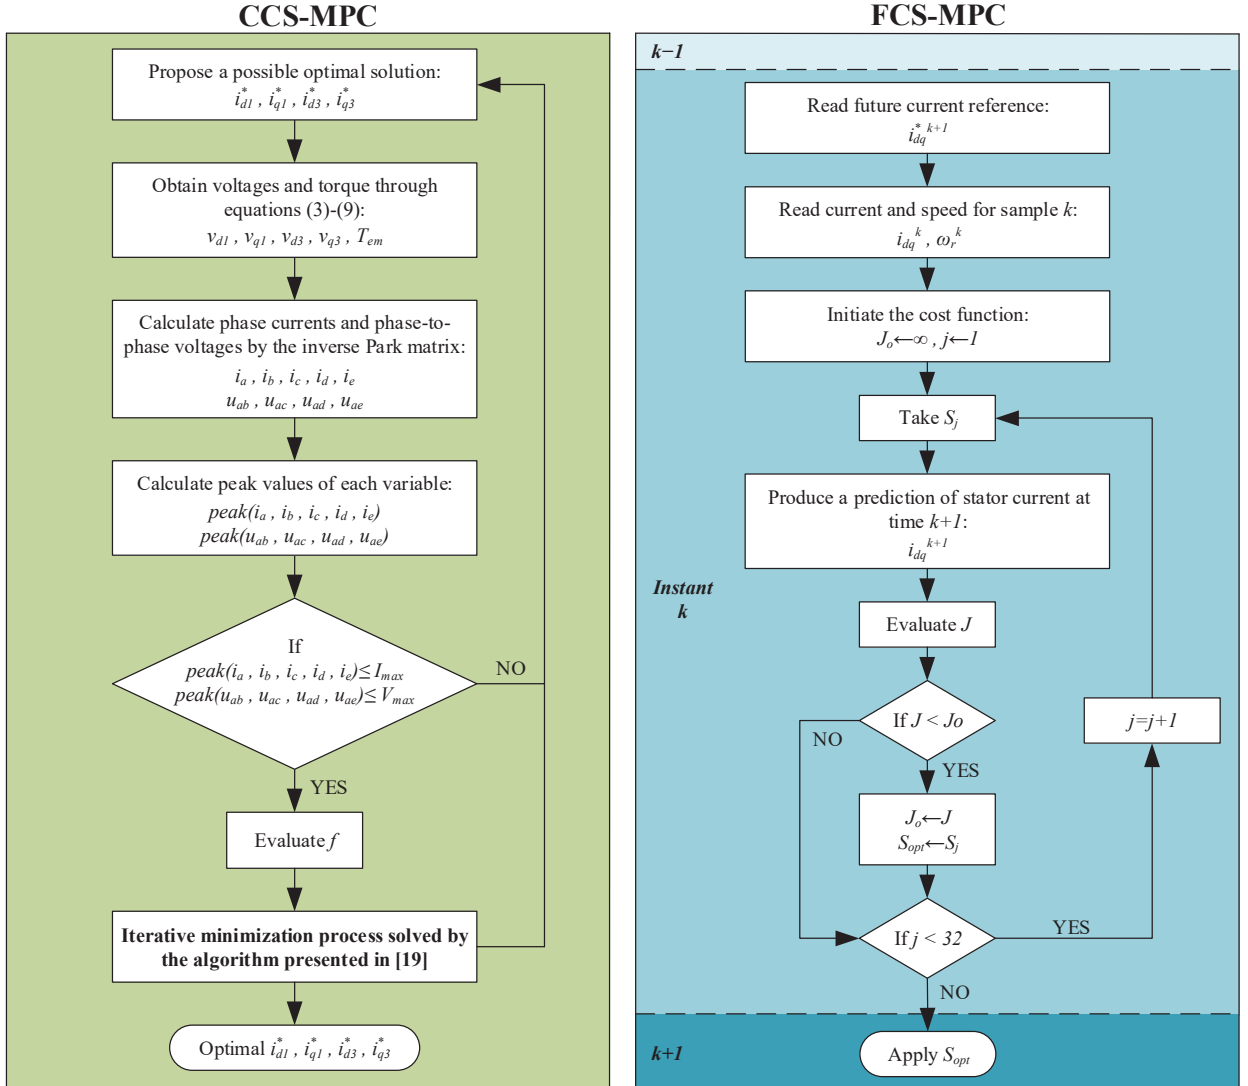 CCS-MPC
Propose a possible optimal solution:
i*d1 , i*q1 , i*d3 , i*q3
Obtain voltages and torque through
equations (3)-(9):
vd1 , vq1 , vd3 , vq3 , Tem
Calculate phase currents and phase-to-
phase voltages by the inverse Park matrix:
ia , ib , ic , id , ie
uab , uac , uad , uae
Calculate peak values of each variable:
peak(ia , ib , ic , id , ie)
peak(uab , uac , uad , uae)
If
peak(ia , ib , ic , id , ie)≤ Imax
peak(uab , uac , uad , uae)≤ Vmax
NO
YES
Evaluate f
Iterative minimization process solved by
the algorithm presented in [19]
Optimal i*d1 , i*q1 , i*d3 , i*q3
FCS-MPC
k−1
Read future current reference:
i*dq k+1
Read current and speed for sample k:
idq k , ωr k
Initiate the cost function:
Jo←∞ , j←1
Take Sj
Produce a prediction of stator current at
time k+1:
idq k+1
Instant
k
Evaluate J
If J < Jo
NO
YES
j=j+1
Jo←J
Sopt←Sj
If j < 32
YES
NO
k+1
Apply Sopt